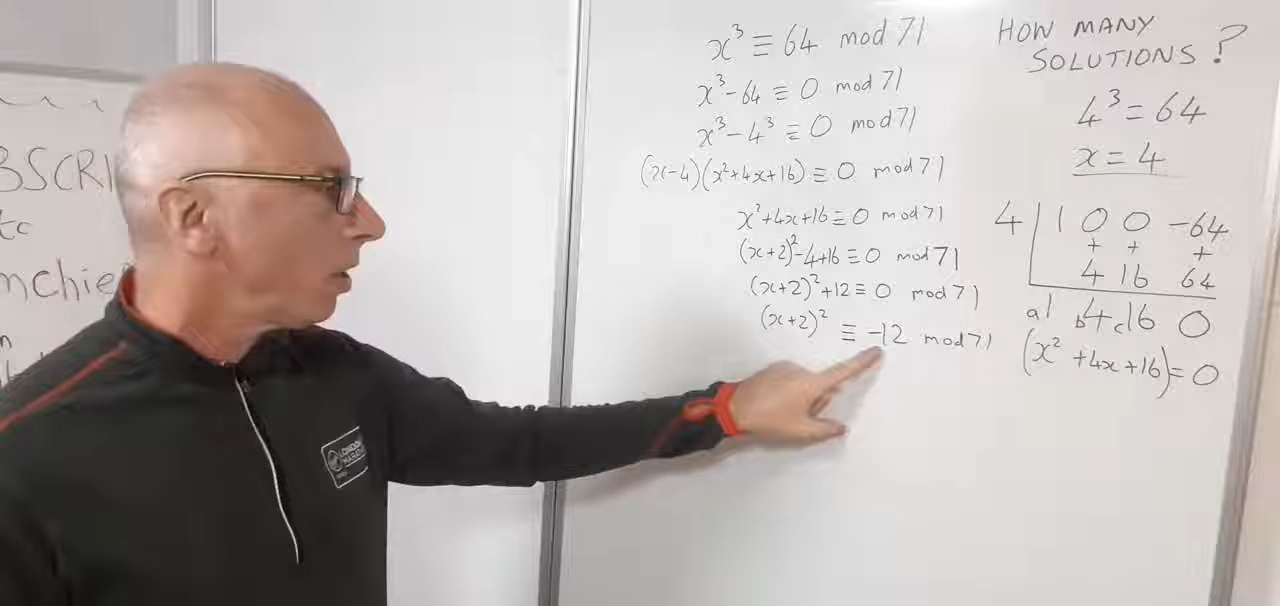 x³ ≡ 64 mod 71
x³ - 64 ≡ 0 mod 71
x³ - 4³ ≡ 0 mod 71
(x-4)(x²+4x+16) ≡ 0 mod 71
x²+4x+16 ≡ 0 mod 71
(x+2)² - 4+16 ≡ 0 mod 71
(x+2)² + 12 ≡ 0 mod 71
(x+2)² ≡ -12 mod 71
HOW MANY
SOLUTIONS?
4³ = 64
x = 4
4 | 1 0 0 -64
+ + +
4 16 64
a1 b4 c16 0
(x² + 4x + 16) = 0
BSCRI
to
nchie
LONDON
MARATHON